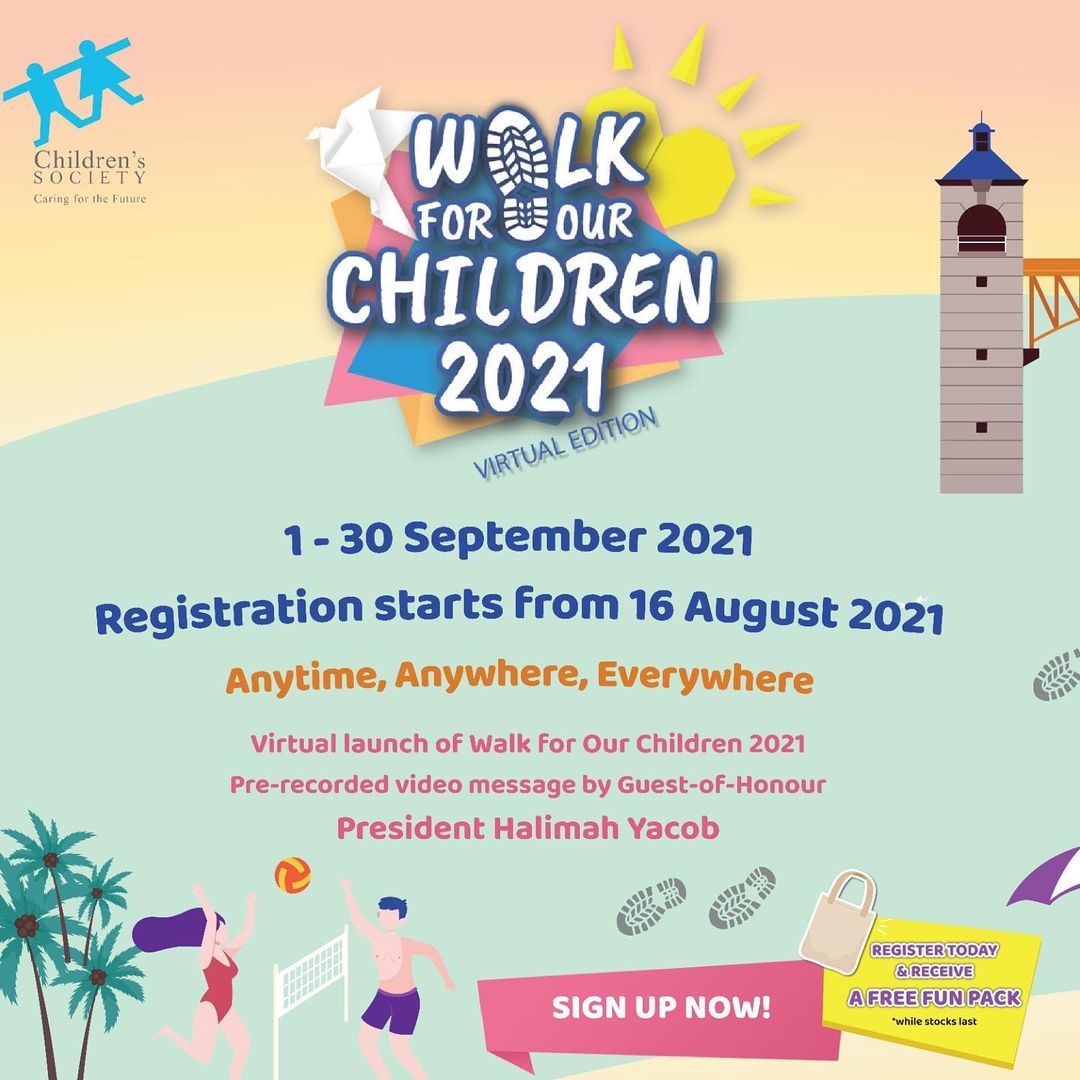 Children's
SOCIETY
Caring for the Future
WALK
FOR OUR
CHILDREN
2021
VIRTUAL EDITION
1 - 30 September 2021
Registration starts from 16 August 2021
Anytime, Anywhere, Everywhere
Virtual launch of Walk for Our Children 2021
Pre-recorded video message by Guest-of-Honour
President Halimah Yacob
SIGN UP NOW!
REGISTER TODAY
& RECEIVE
A FREE FUN PACK
*while stocks last